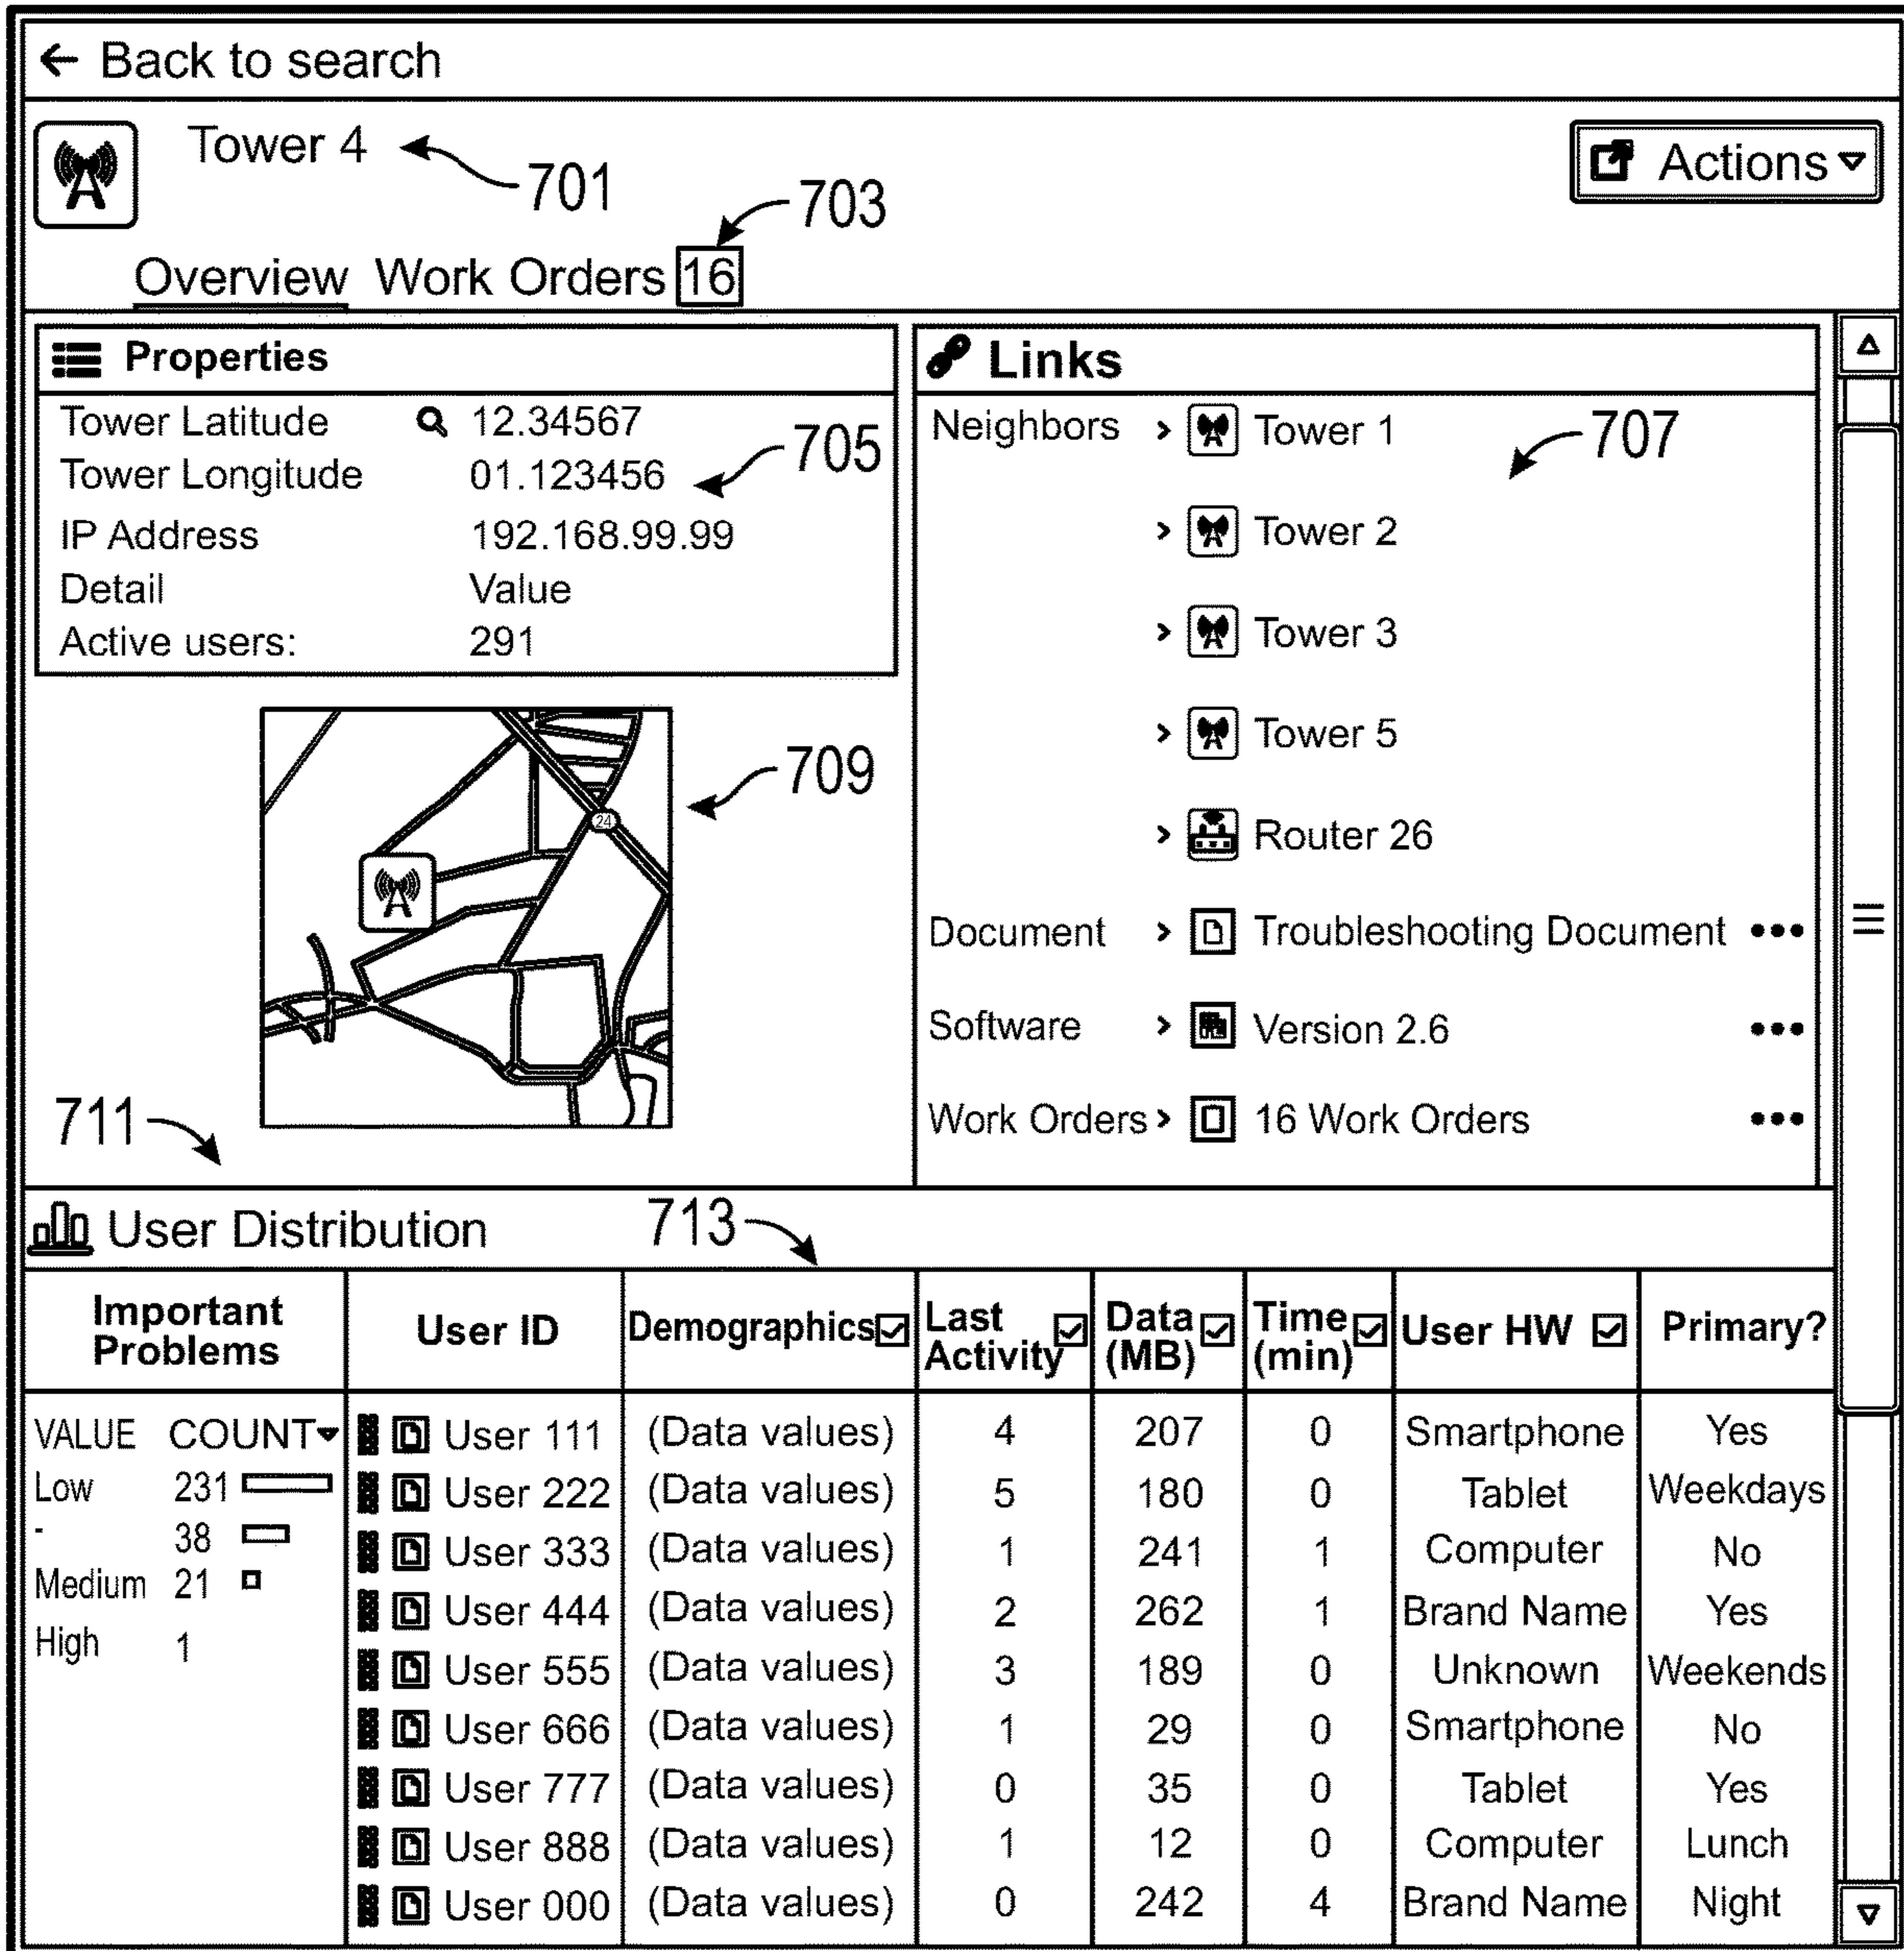 ← Back to search
Tower 4
701
Actions
703
Overview Work Orders 16
Properties
Tower Latitude 12.34567
Tower Longitude 01.123456
705
IP Address 192.168.99.99
Detail Value
Active users: 291
Links
Neighbors > Tower 1
707
> Tower 2
> Tower 3
> Tower 5
> Router 26
Document > Troubleshooting Document •••
Software > Version 2.6 •••
Work Orders > 16 Work Orders •••
709
24
711
User Distribution
713
Important Problems User ID Demographics Last Activity Data (MB) Time (min) User HW Primary?
VALUE COUNT
Low 231
- 38
Medium 21
High 1
User 111 (Data values) 4 207 0 Smartphone Yes
User 222 (Data values) 5 180 0 Tablet Weekdays
User 333 (Data values) 1 241 1 Computer No
User 444 (Data values) 2 262 1 Brand Name Yes
User 555 (Data values) 3 189 0 Unknown Weekends
User 666 (Data values) 1 29 0 Smartphone No
User 777 (Data values) 0 35 0 Tablet Yes
User 888 (Data values) 1 12 0 Computer Lunch
User 000 (Data values) 0 242 4 Brand Name Night